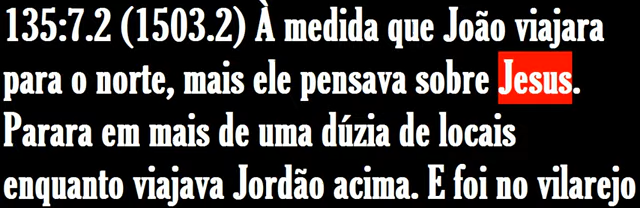 135:7.2 (1503.2) À medida que João viajara
para o norte, mais ele pensava sobre Jesus.
Parara em mais de uma dúzia de locais
enquanto viajava Jordão acima. E foi no vilarejo